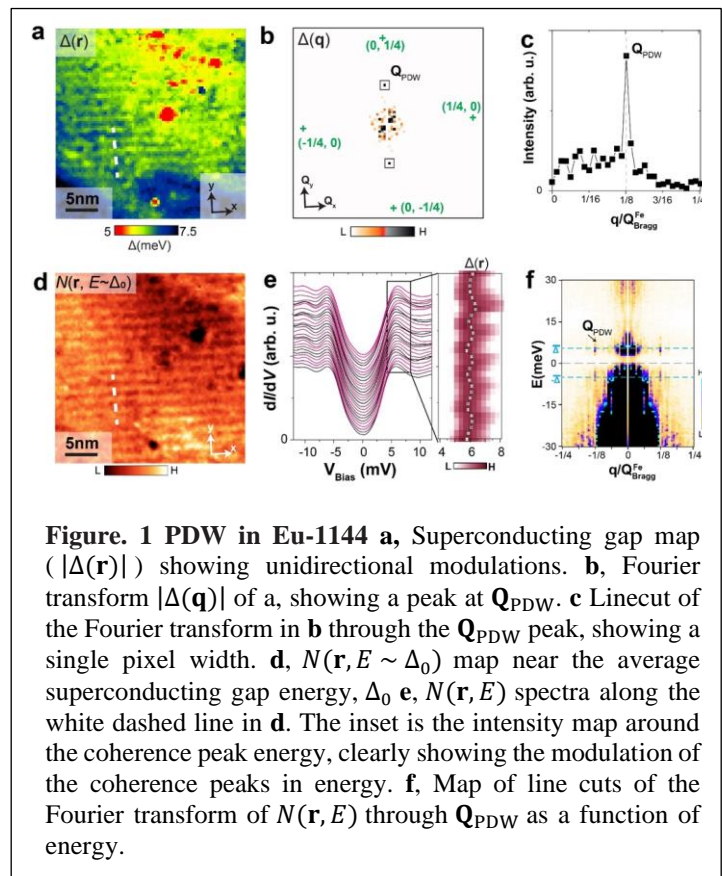 a
Δ(r)
5nm
y
x
5
7.5
Δ(meV)
b
Δ(q)
(0, 1/4)
Q_PDW
(1/4, 0)
(-1/4, 0)
Q_y
Q_x
(0, -1/4)
L
H
c
Q_PDW
Intensity (arb. u.)
0
0
1/16
1/8
3/16
1/4
q/Q^Fe_Bragg
d
N(r, E~Δ₀)
5nm
y
x
L
H
e
dI/dV (arb. u.)
0
-10
-5
0
5
10
V_Bias (mV)
Δ(r)
4
6
8
L
H
f
30
15
0
-15
-30
E(meV)
Q_PDW
Δ
Δ
H
L
-1/4
-1/8
0
1/8
1/4
q/Q^Fe_Bragg
Figure. 1 PDW in Eu-1144 a, Superconducting gap map
(|Δ(r)|) showing unidirectional modulations. b, Fourier
transform |Δ(q)| of a, showing a peak at Q_PDW. c Linecut
of the Fourier transform in b through the Q_PDW peak, showing a
single pixel width. d, N(r, E ~ Δ₀) map near the average
superconducting gap energy, Δ₀ e, N(r, E) spectra along the
white dashed line in d. The inset is the intensity map around
the coherence peak energy, clearly showing the modulation of
the coherence peaks in energy. f, Map of line cuts of the
Fourier transform of N(r, E) through Q_PDW as a function of
energy.